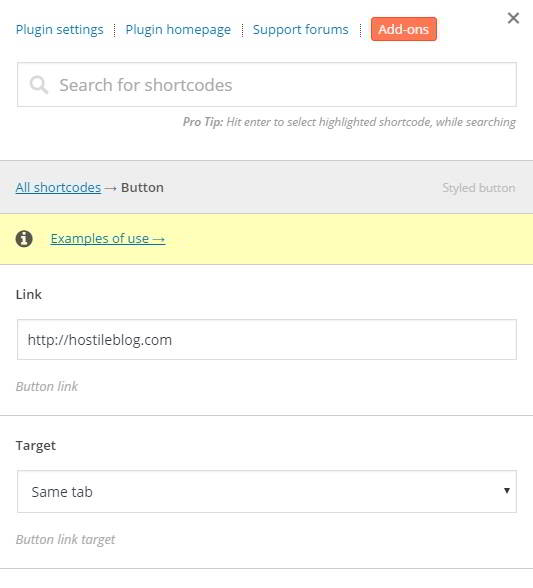 Plugin settings Plugin homepage Support forums Add-ons
Search for shortcodes
Pro Tip: Hit enter to select highlighted shortcode, while searching
All shortcodes → Button Styled button
Examples of use →
Link
http://hostileblog.com
Button link
Target
Same tab
Button link target